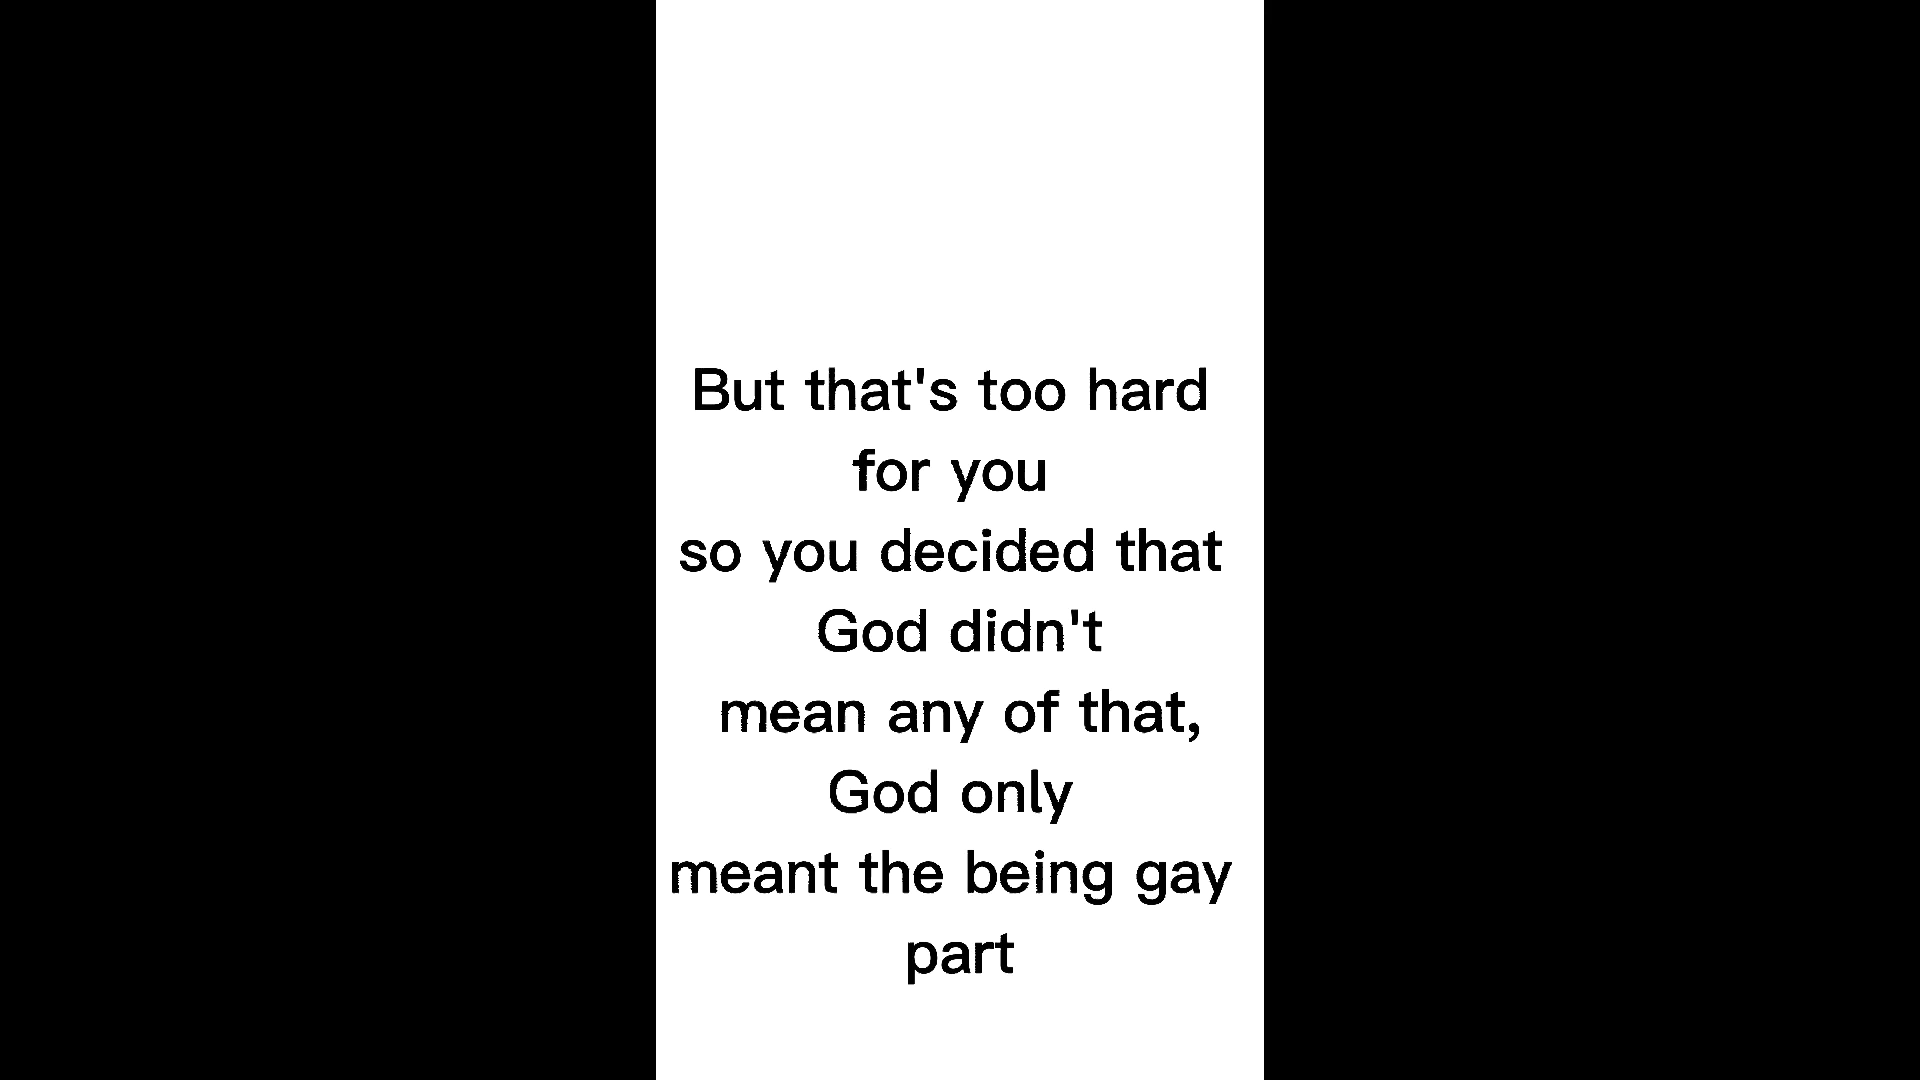 But that's too hard
for you
so you decided that
God didn't
mean any of that,
God only
meant the being gay
part